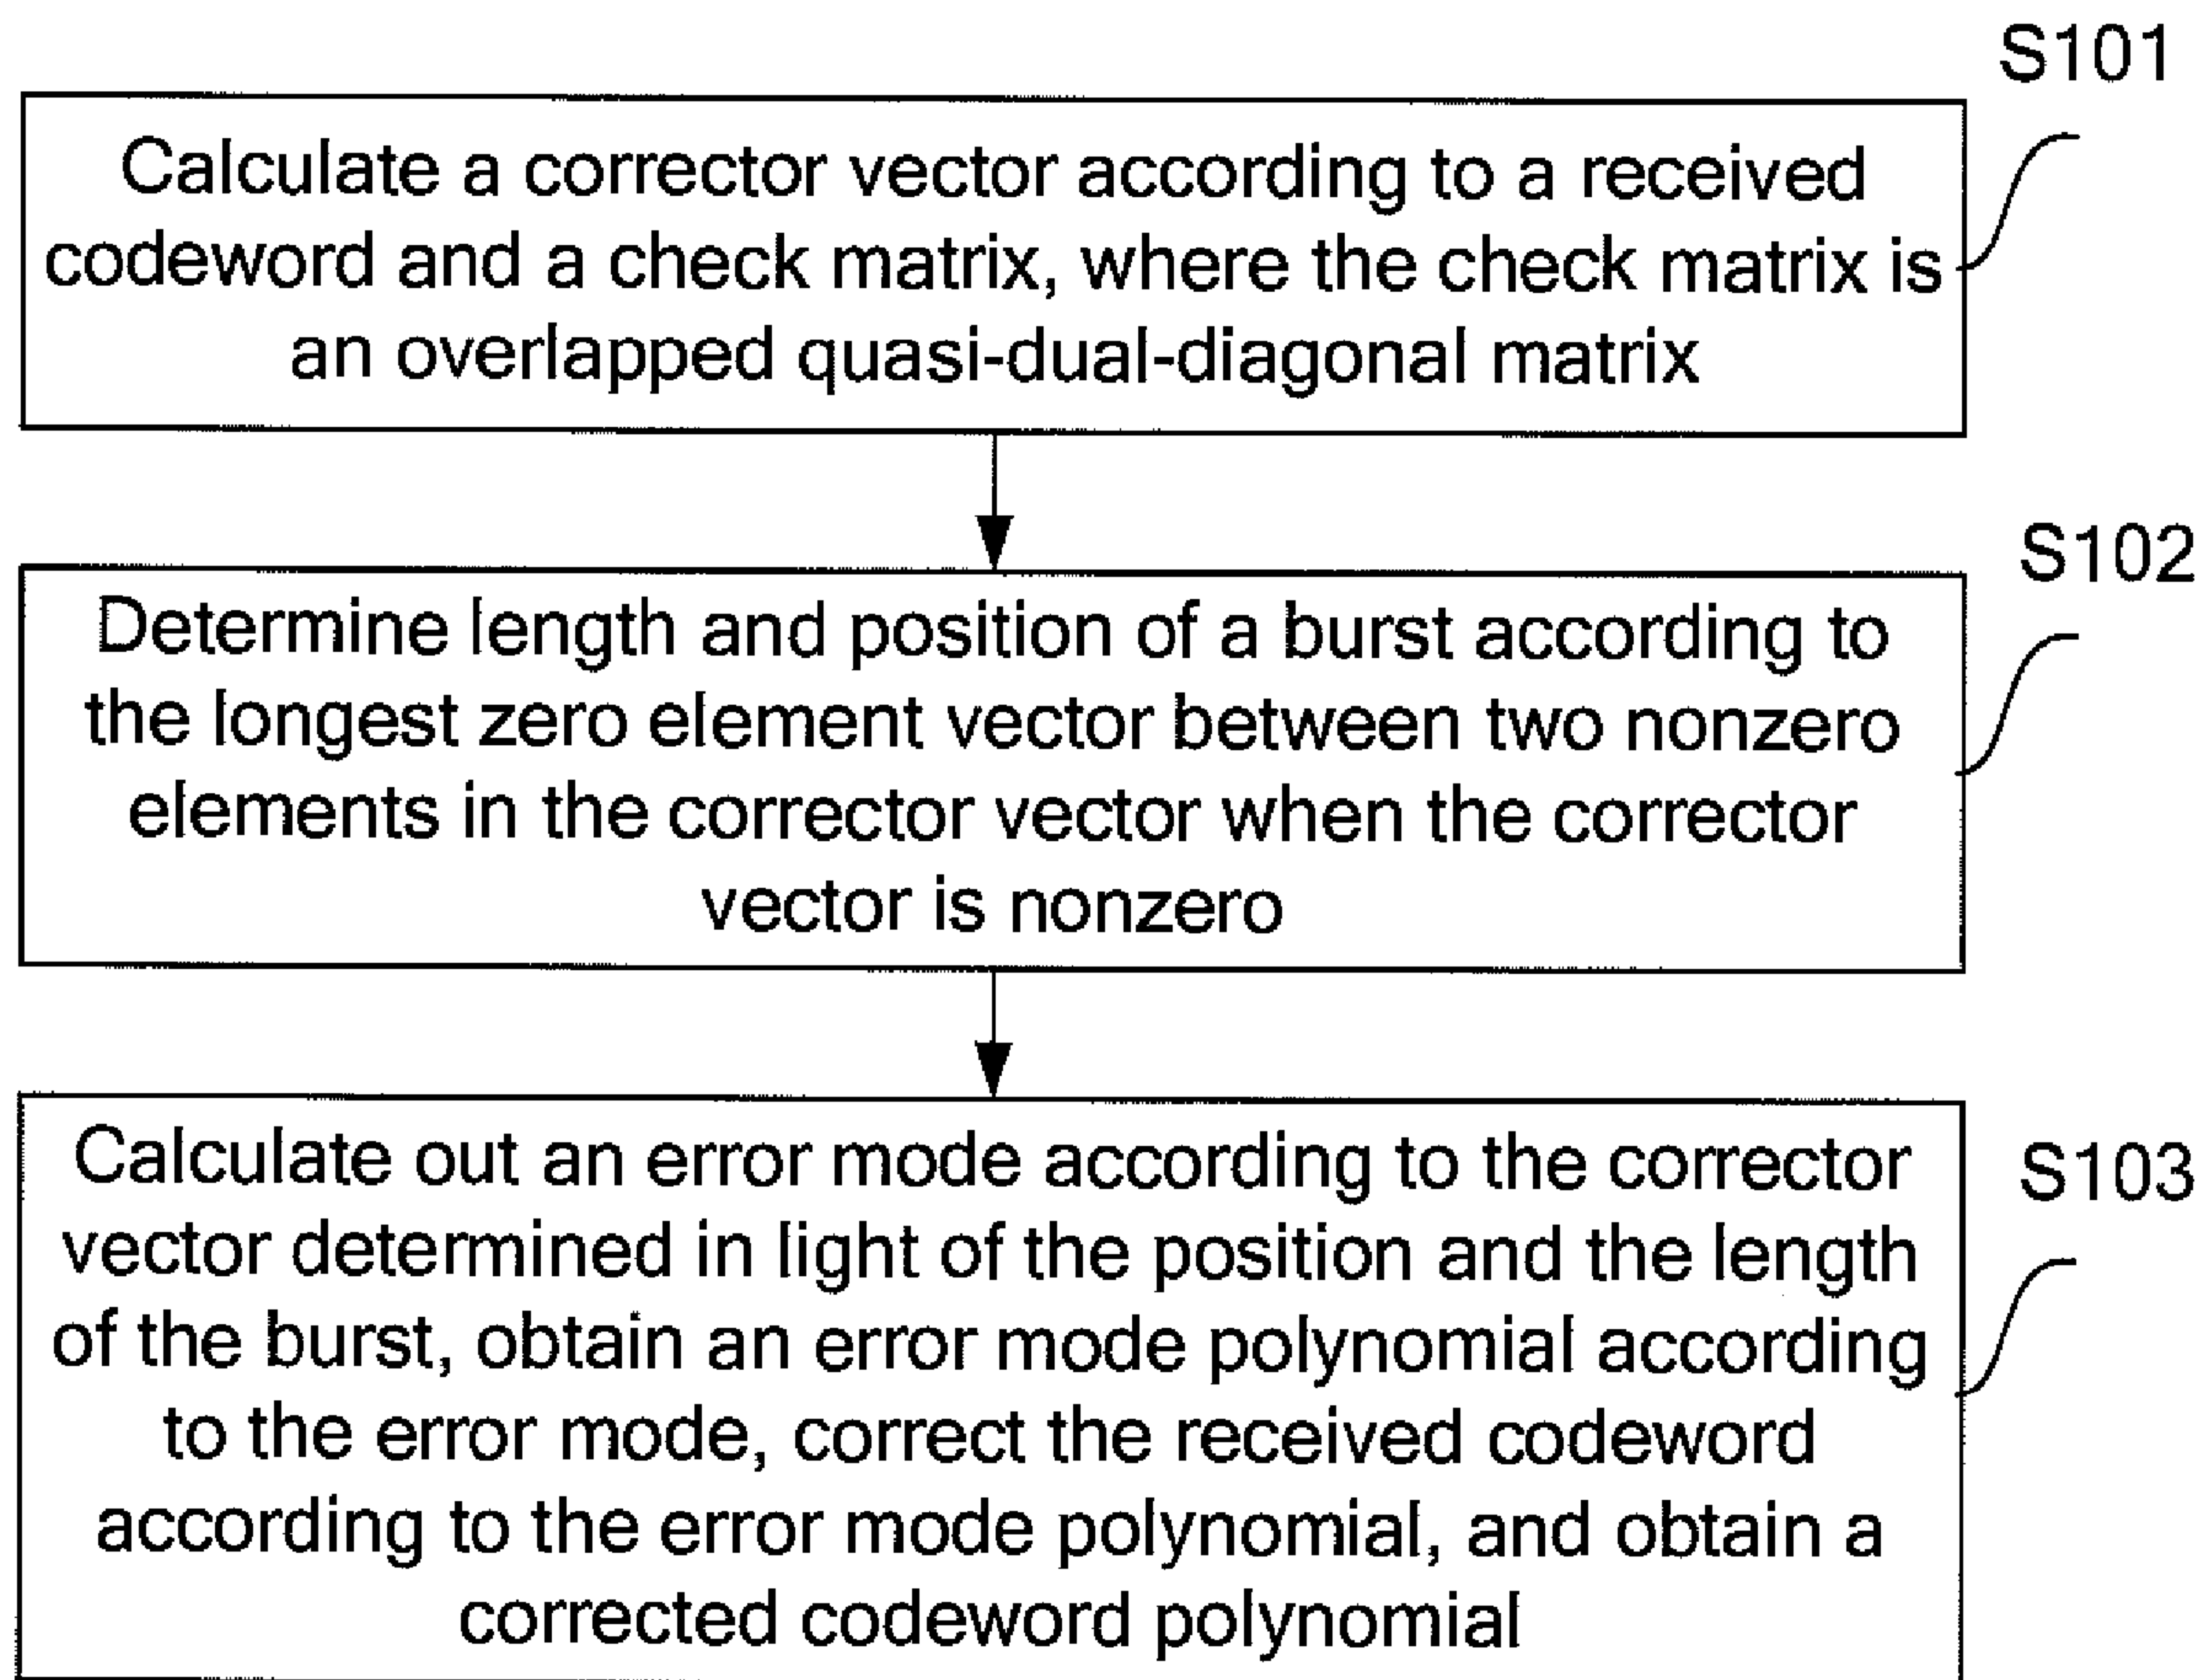 S101
Calculate a corrector vector according to a received
codeword and a check matrix, where the check matrix is
an overlapped quasi-dual-diagonal matrix
S102
Determine length and position of a burst according to
the longest zero element vector between two nonzero
elements in the corrector vector when the corrector
vector is nonzero
S103
Calculate out an error mode according to the corrector
vector determined in light of the position and the length
of the burst, obtain an error mode polynomial according
to the error mode, correct the received codeword
according to the error mode polynomial, and obtain a
corrected codeword polynomial